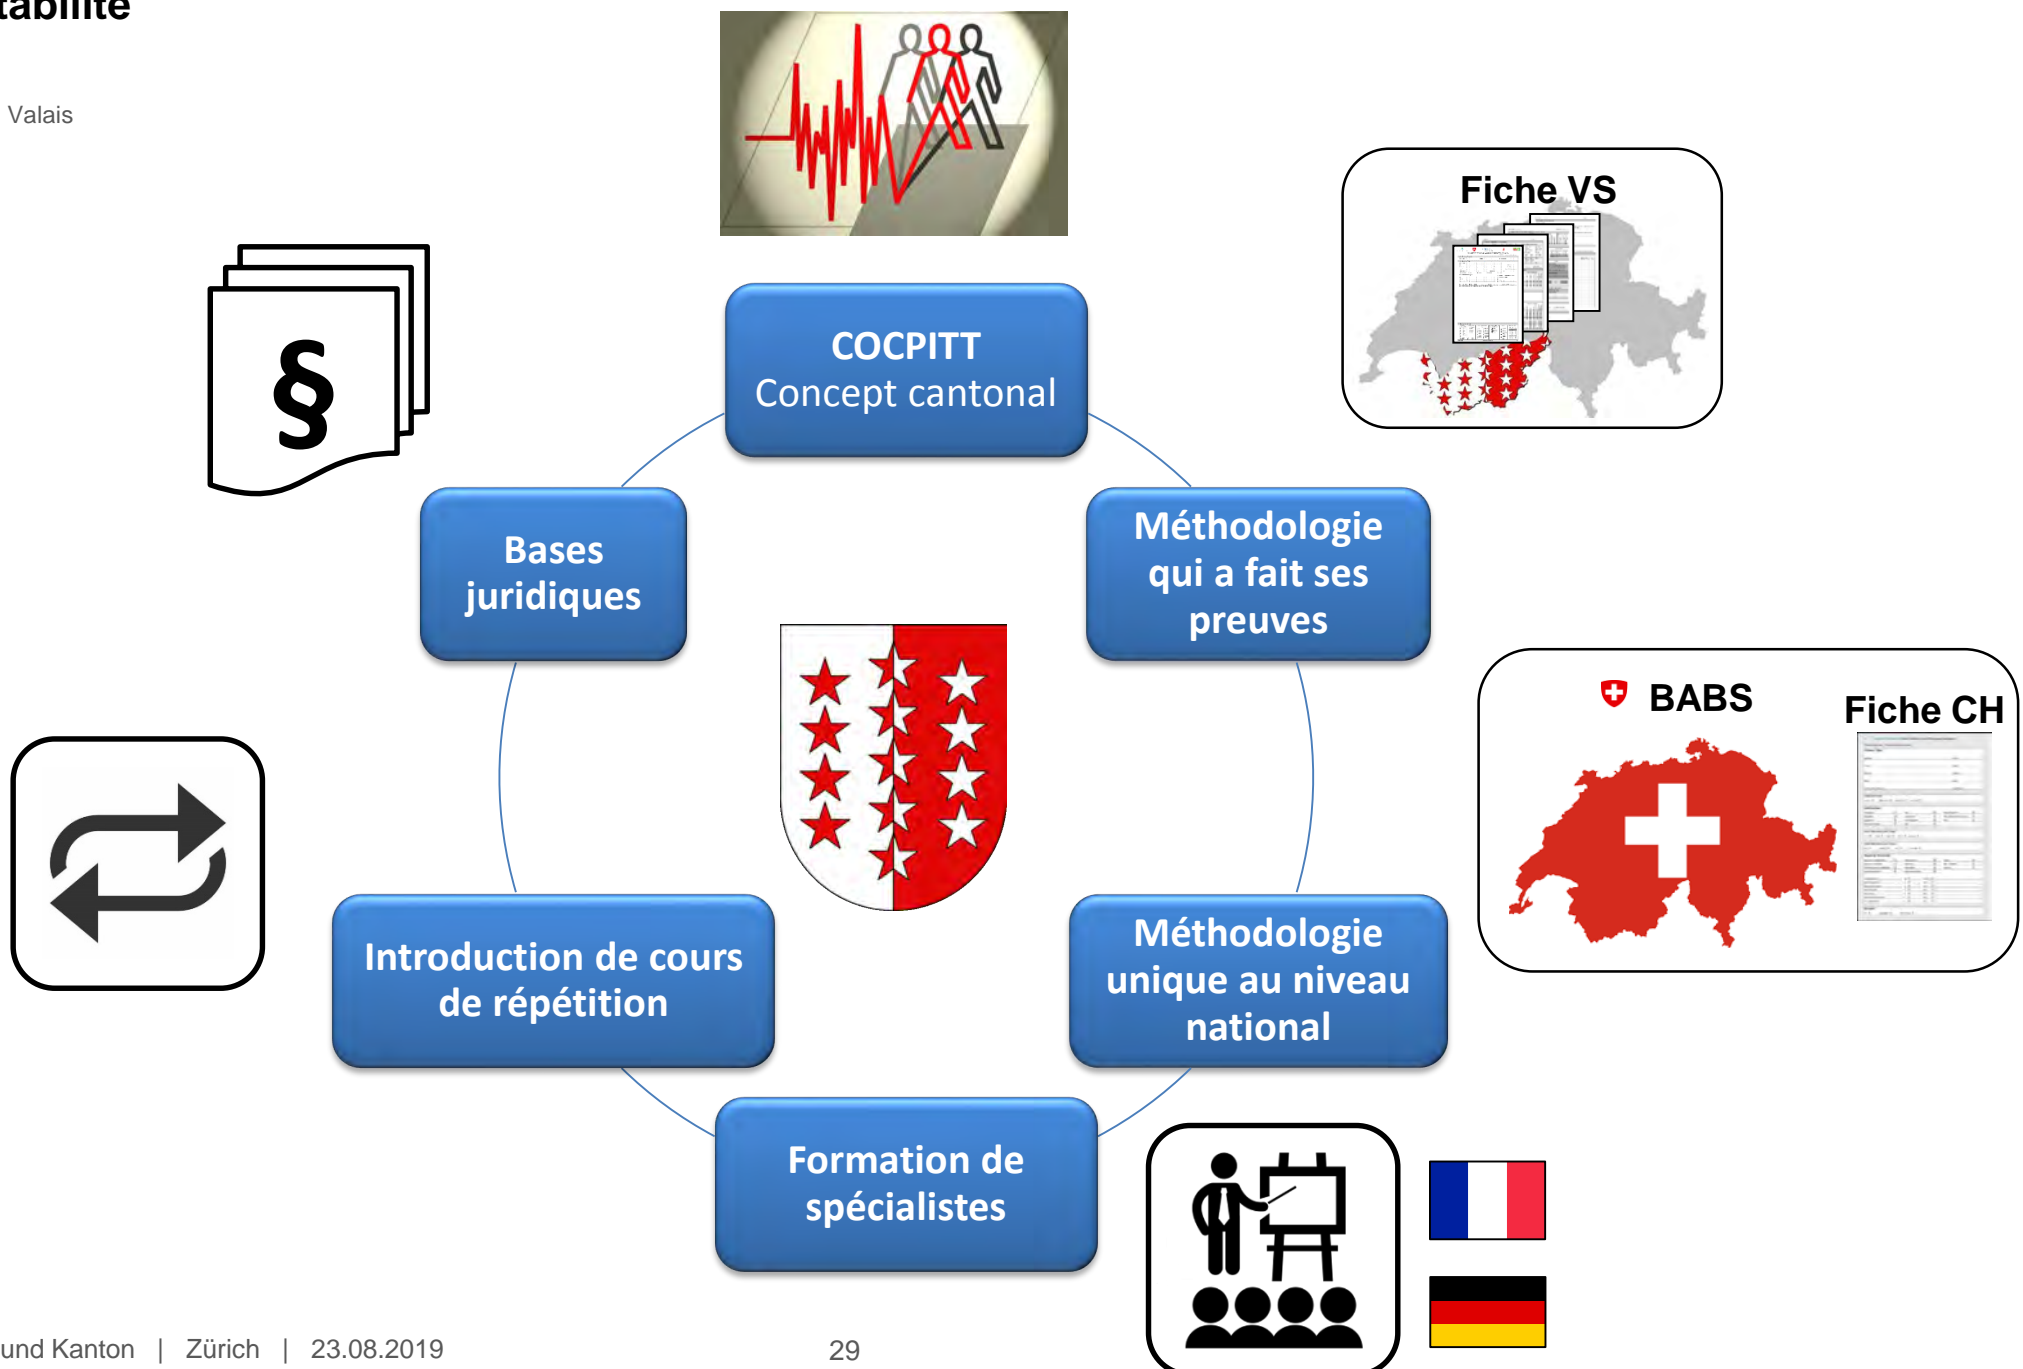 Valais
Fiche VS
§
COCPITT
Concept cantonal
Bases
juridiques
Méthodologie
qui a fait ses
preuves
BABS
Fiche CH
Introduction de cours
de répétition
Méthodologie
unique au niveau
national
Formation de
spécialistes
und Kanton | Zürich | 23.08.2019
29